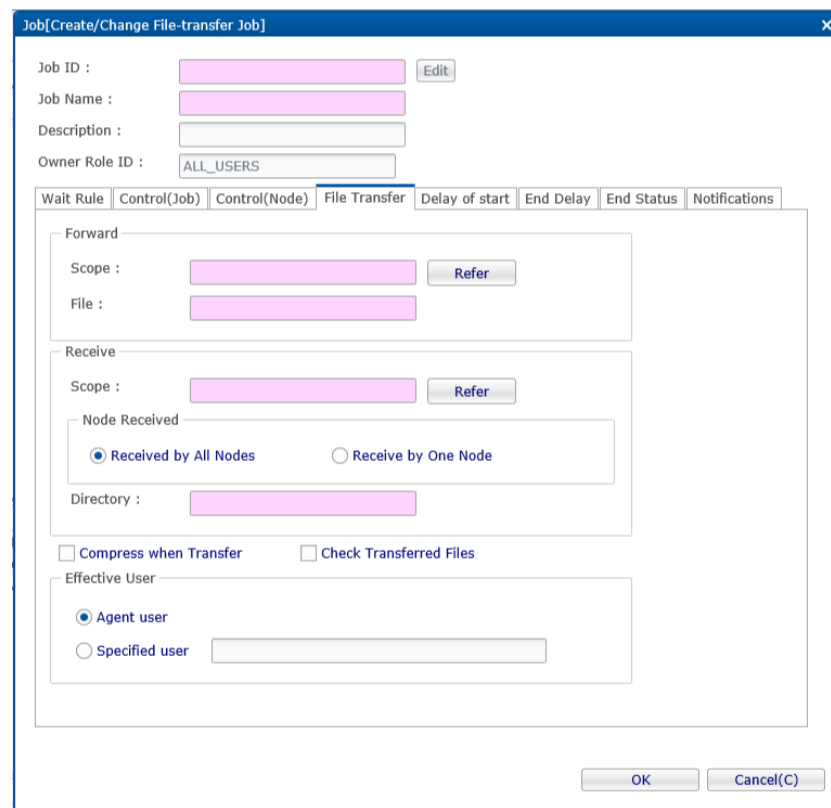 Job[Create/Change File-transfer Job]
Job ID :
Edit
Job Name :
Description :
Owner Role ID :
ALL_USERS
Wait Rule Control(Job) Control(Node) File Transfer Delay of start End Delay End Status Notifications
Forward
Scope :
Refer
File :
Receive
Scope :
Refer
Node Received
Received by All Nodes
Receive by One Node
Directory :
Compress when Transfer
Check Transferred Files
Effective User
Agent user
Specified user
OK
Cancel(C)